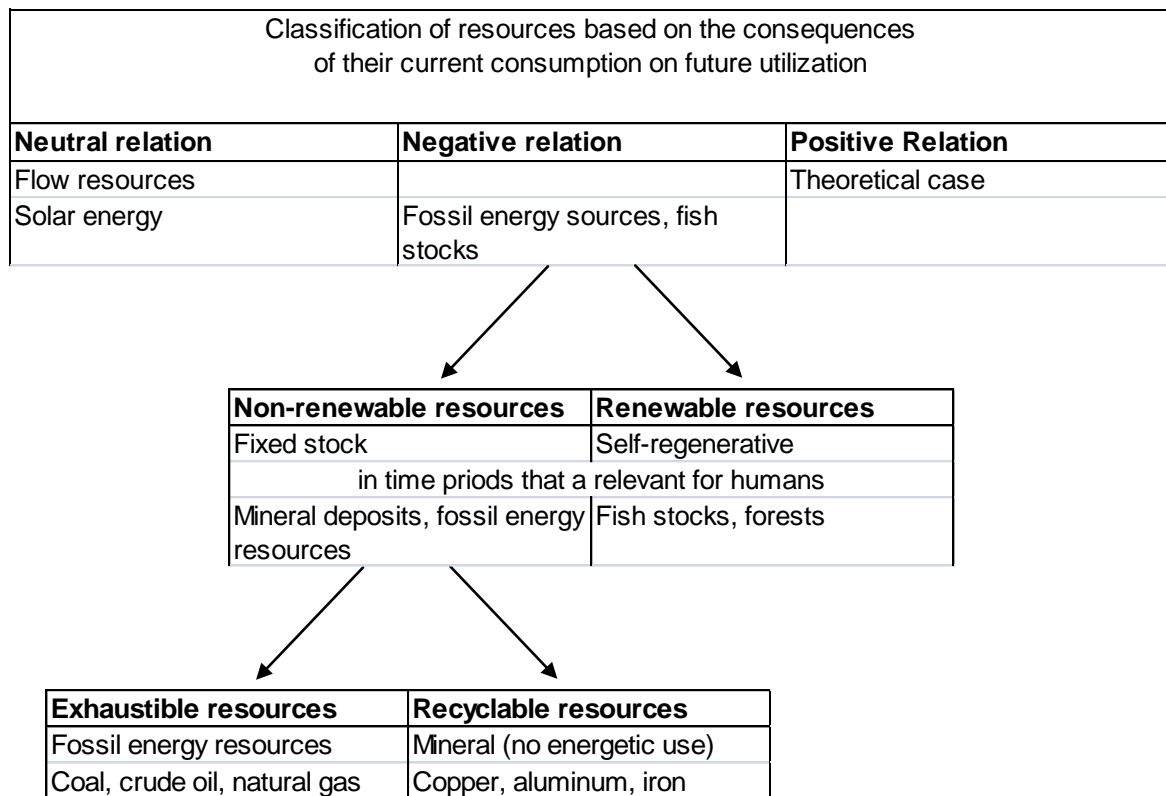 Classification of resources based on the consequences
of their current consumption on future utilization
Neutral relation Negative relation Positive Relation
Flow resources Theoretical case
Solar energy Fossil energy sources, fish
stocks
Non-renewable resources Renewable resources
Fixed stock Self-regenerative
in time priods that a relevant for humans
Mineral deposits, fossil energy Fish stocks, forests
resources
Exhaustible resources Recyclable resources
Fossil energy resources Mineral (no energetic use)
Coal, crude oil, natural gas Copper, aluminum, iron